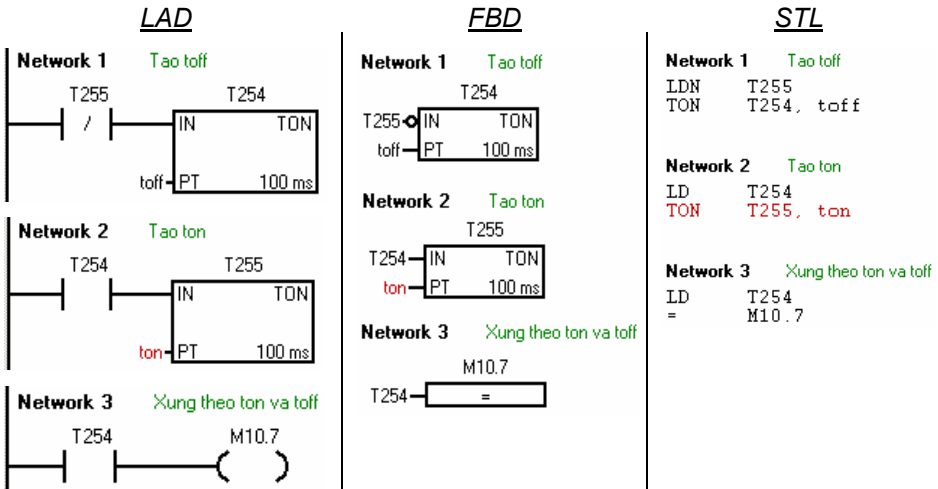 LAD
Network 1 Tao toff
T255 T254
/ IN TON
toff PT 100 ms
Network 2 Tao ton
T254 T255
IN TON
ton PT 100 ms
Network 3 Xung theo ton va toff
T254 M10.7
( )
FBD
Network 1 Tao toff
T254
T255 IN TON
toff PT 100 ms
Network 2 Tao ton
T255
T254 IN TON
ton PT 100 ms
Network 3 Xung theo ton va toff
M10.7
T254 =
STL
Network 1 Tao toff
LDN T255
TON T254, toff
Network 2 Tao ton
LD T254
TON T255, ton
Network 3 Xung theo ton va toff
LD T254
= M10.7